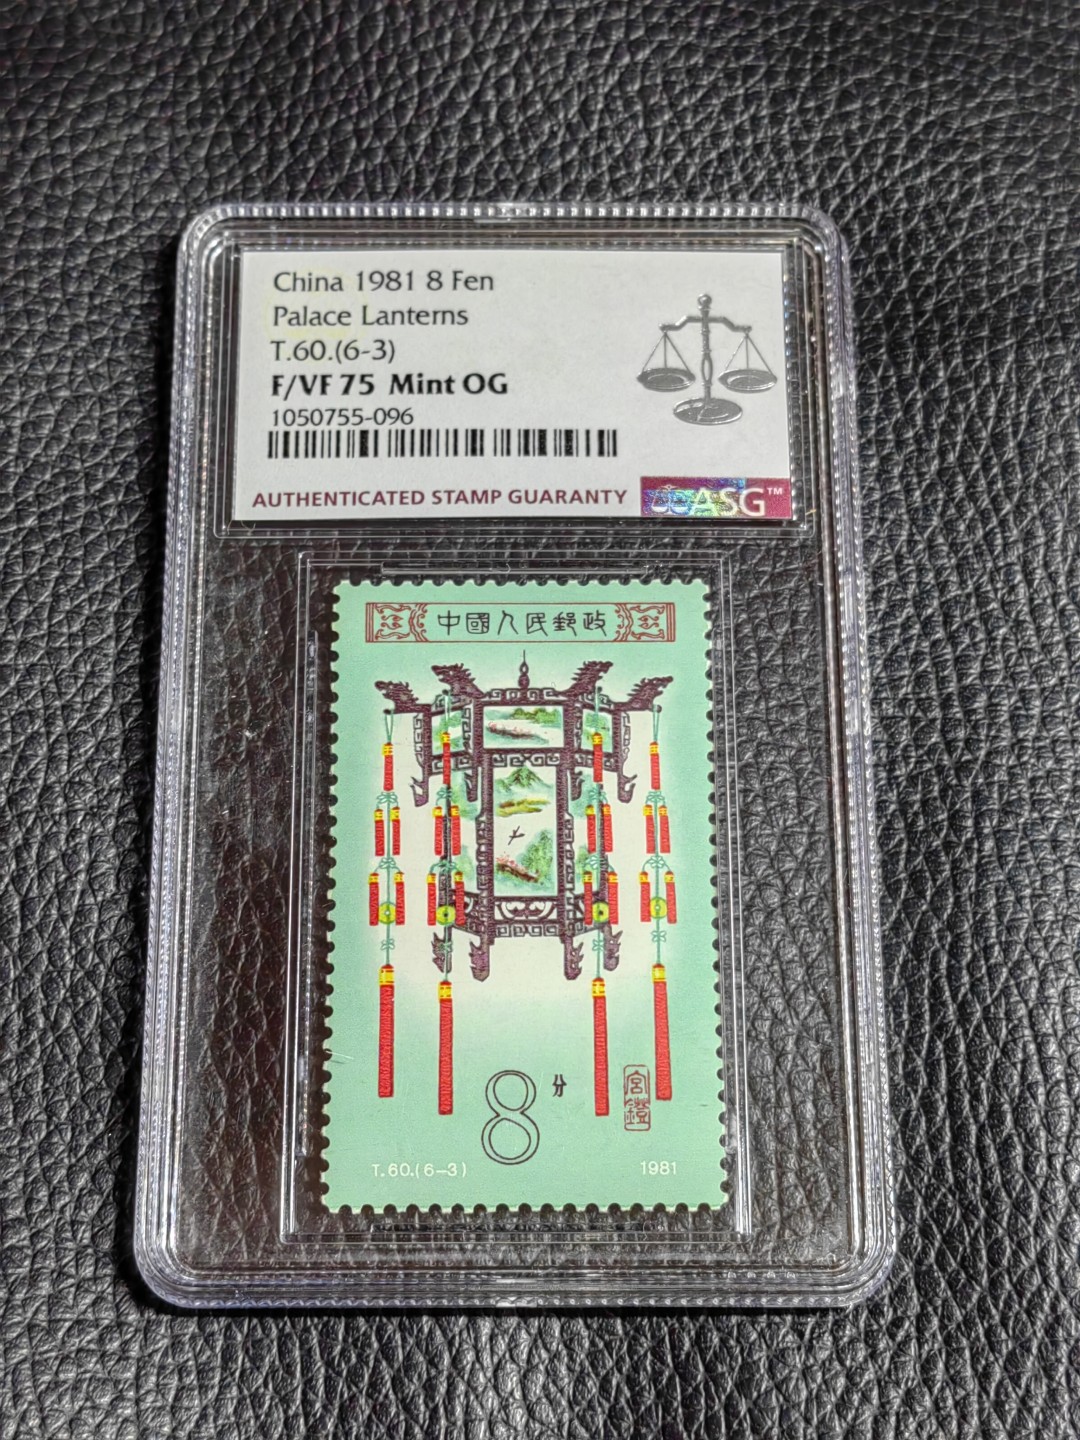 China 1981 8 Fen
Palace Lanterns
T.60.(6-3)
F/VF 75 Mint OG
1050755-096
AUTHENTICATED STAMP GUARANTY
ASG™
中國人民郵政
8 分
宮
燈
T.60.(6-3)
1981